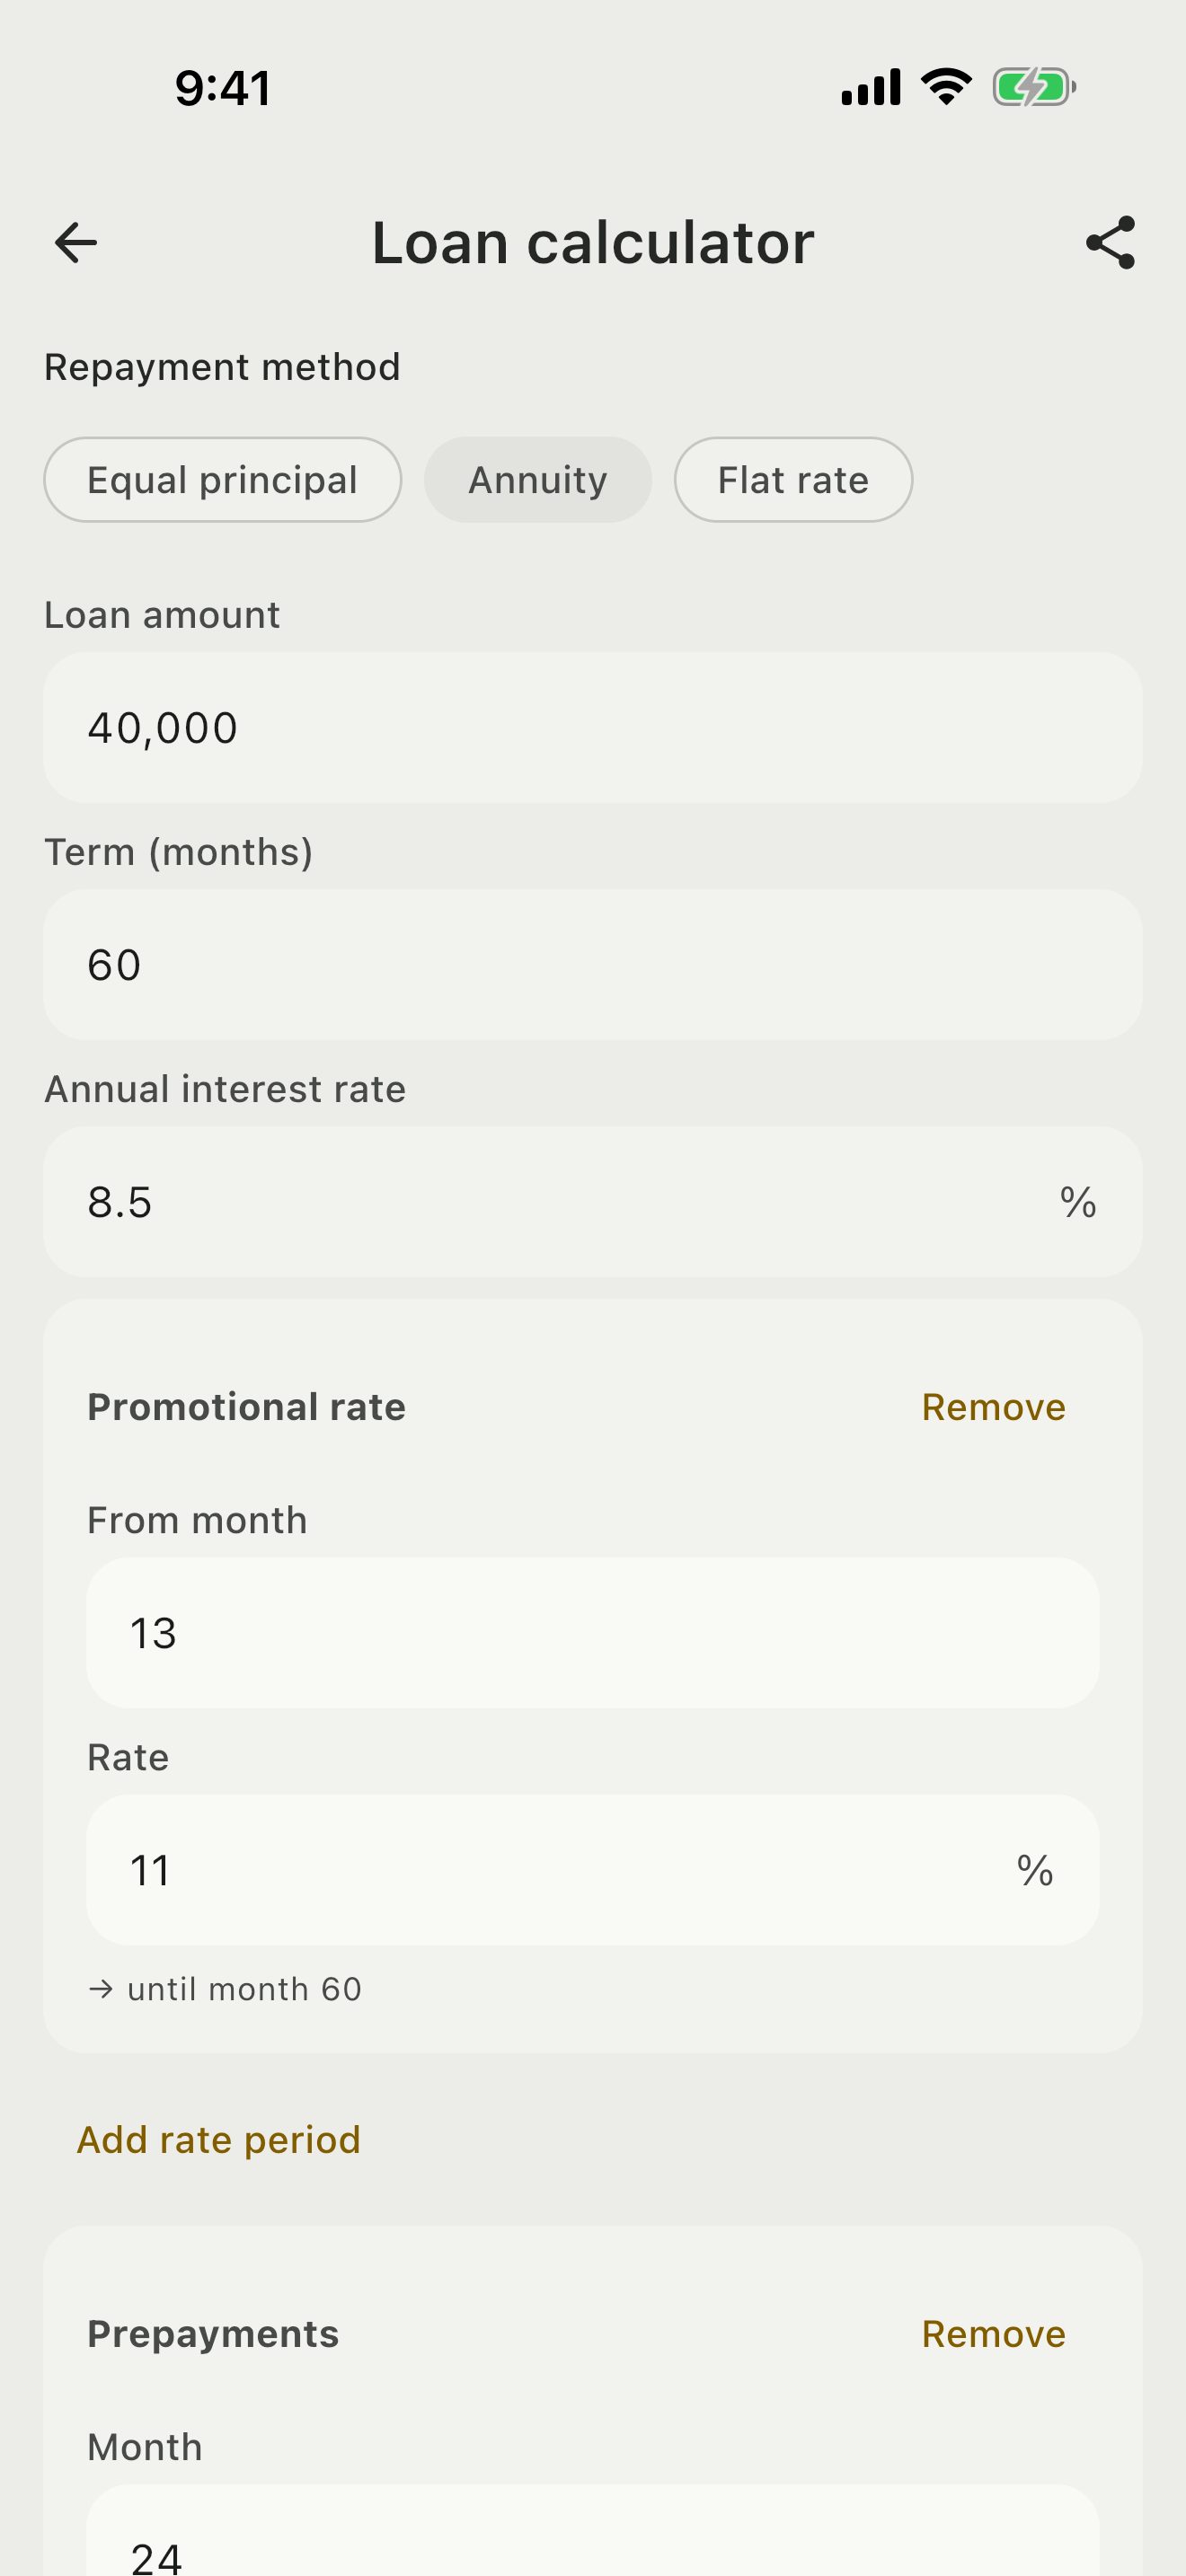 9:41
Loan calculator
Repayment method
Equal principal Annuity Flat rate
Loan amount
40,000
Term (months)
60
Annual interest rate
8.5 %
Promotional rate Remove
From month
13
Rate
11 %
→ until month 60
Add rate period
Prepayments Remove
Month
24